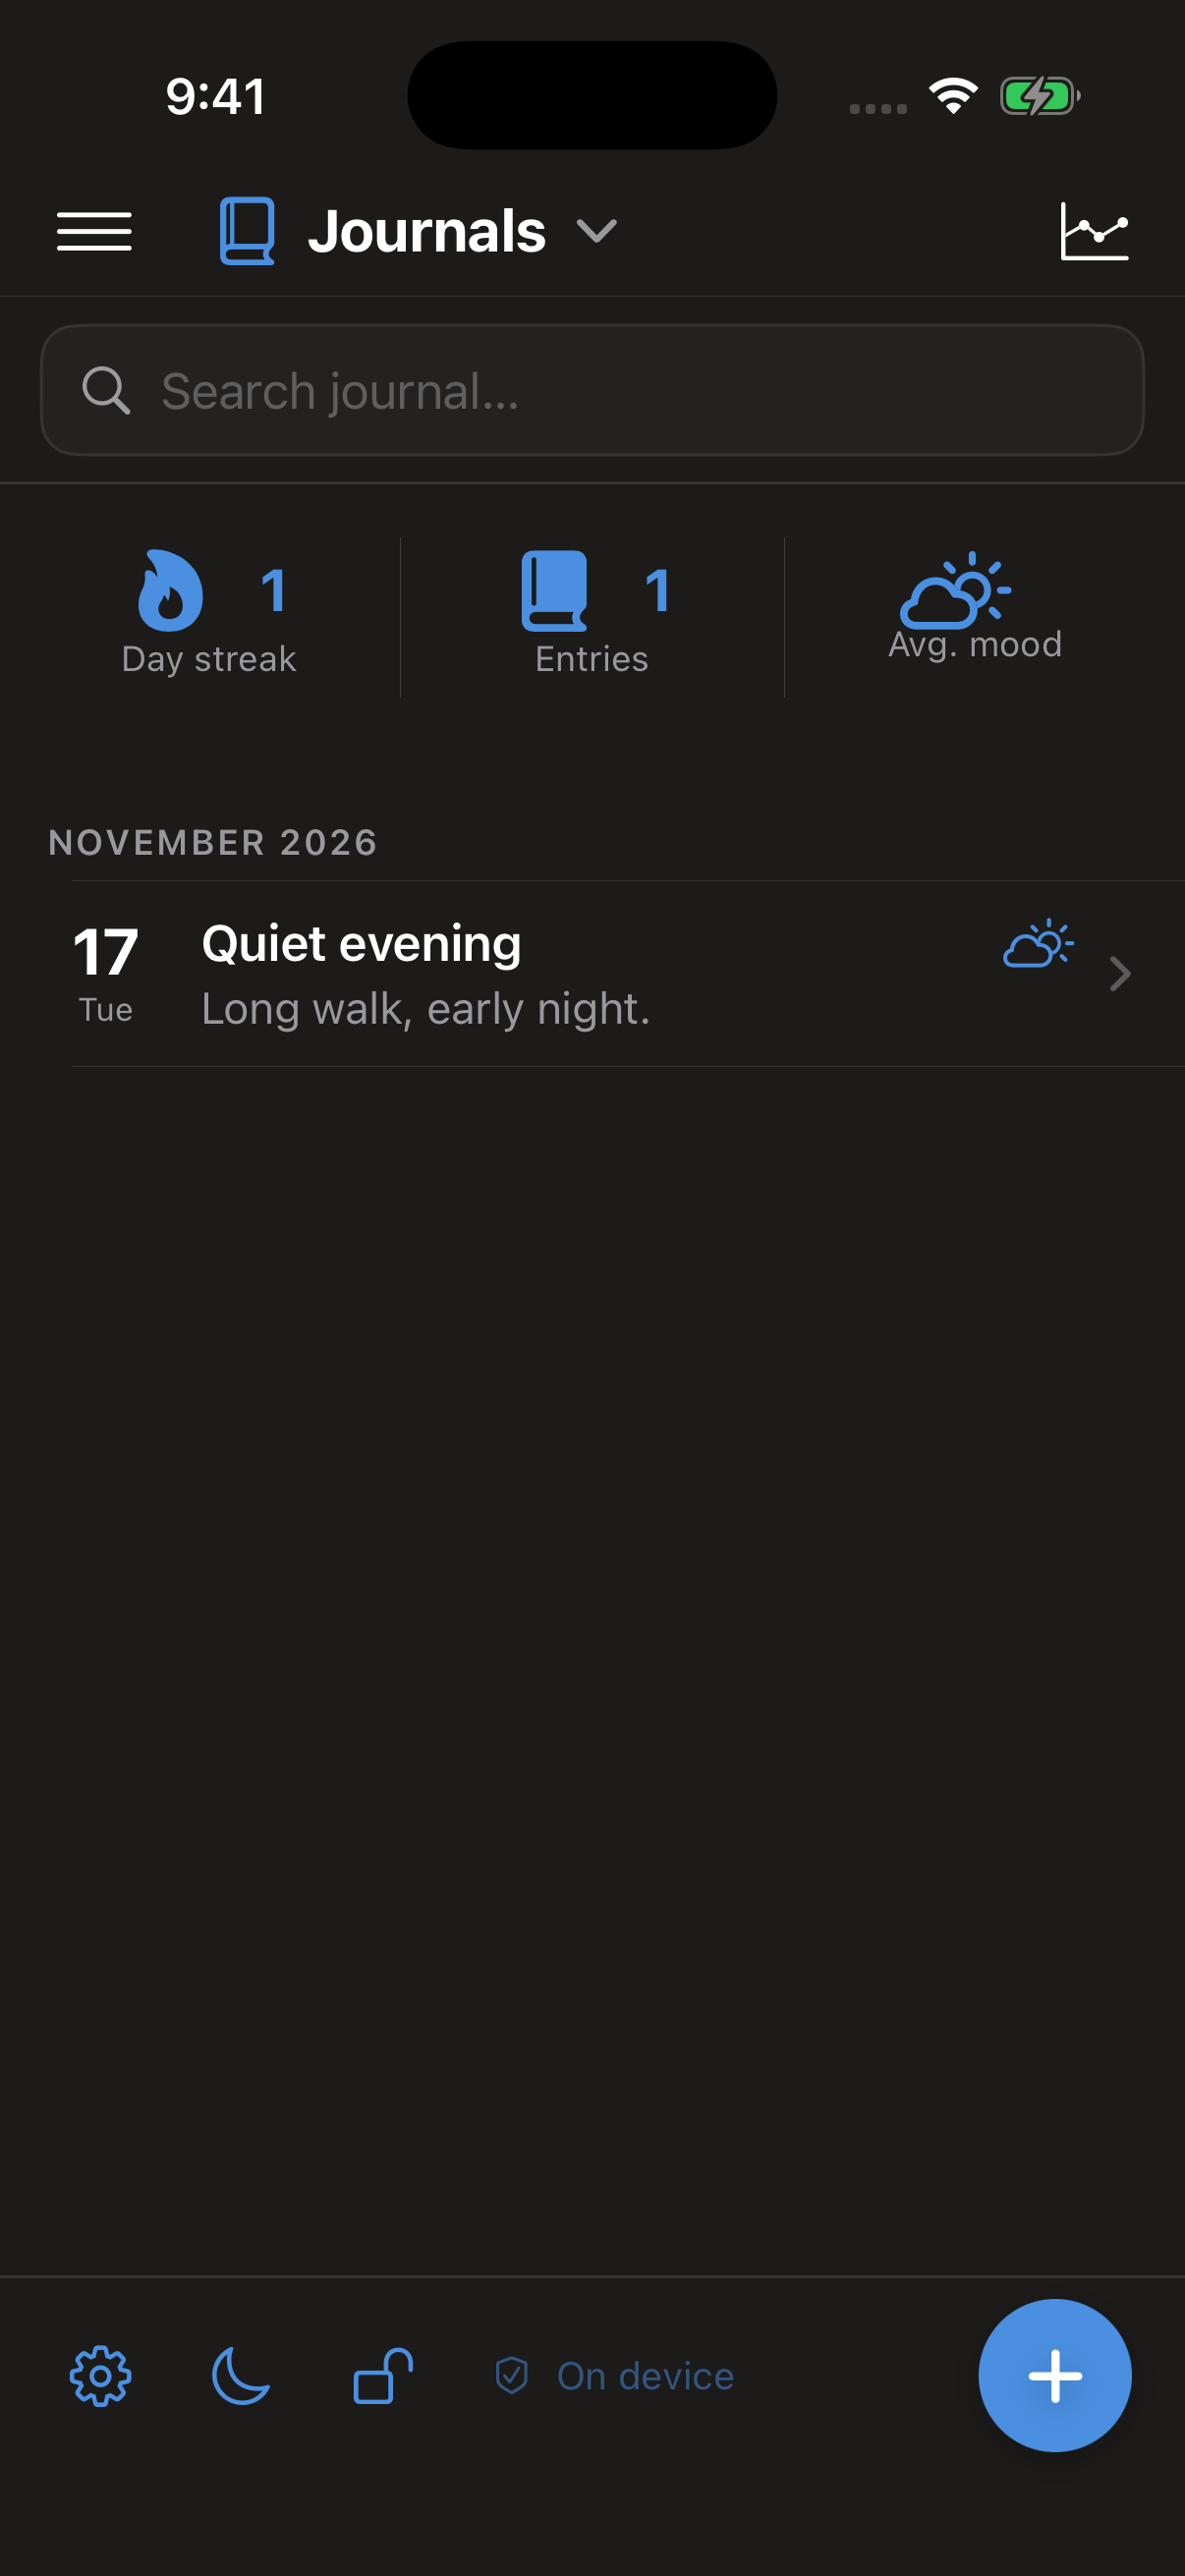 9:41
Journals
Search journal...
1
Day streak
1
Entries
Avg. mood
NOVEMBER 2026
17
Tue
Quiet evening
Long walk, early night.
On device